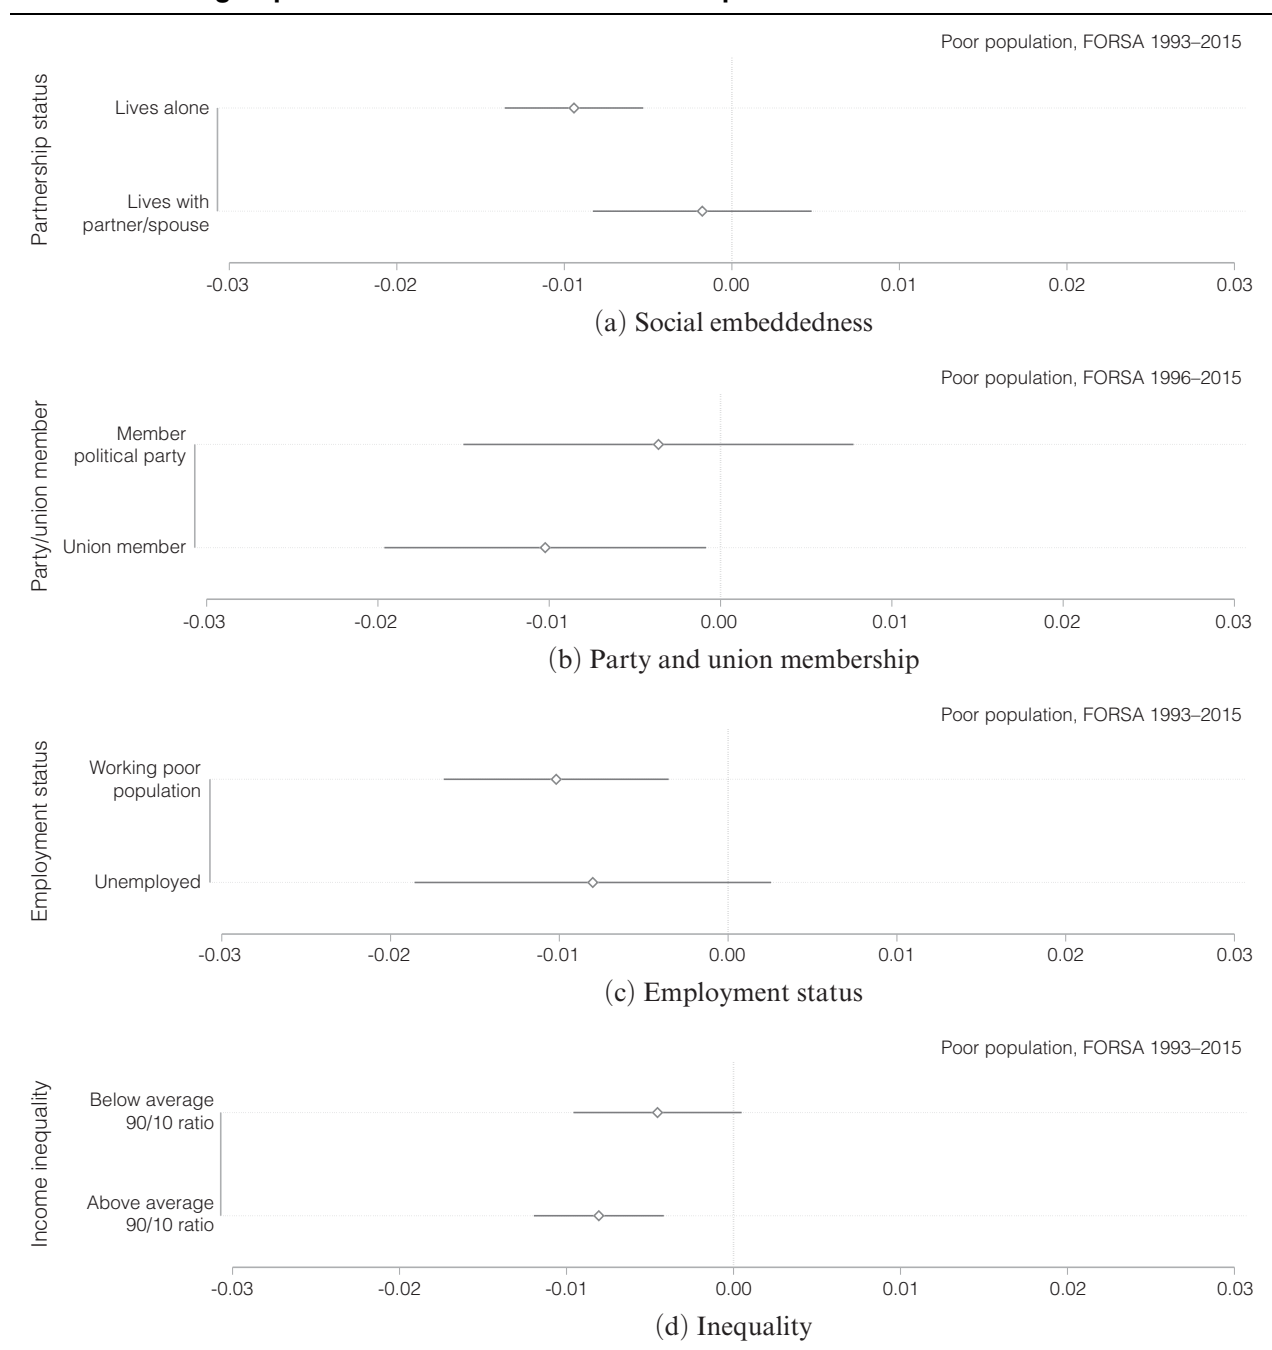 Poor population, FORSA 1993–2015
Partnership status
Lives alone
Lives with
partner/spouse
-0.03 -0.02 -0.01 0.00 0.01 0.02 0.03
(a) Social embeddedness
Poor population, FORSA 1996–2015
Party/union member
Member
political party
Union member
-0.03 -0.02 -0.01 0.00 0.01 0.02 0.03
(b) Party and union membership
Poor population, FORSA 1993–2015
Employment status
Working poor
population
Unemployed
-0.03 -0.02 -0.01 0.00 0.01 0.02 0.03
(c) Employment status
Poor population, FORSA 1993–2015
Income inequality
Below average
90/10 ratio
Above average
90/10 ratio
-0.03 -0.02 -0.01 0.00 0.01 0.02 0.03
(d) Inequality